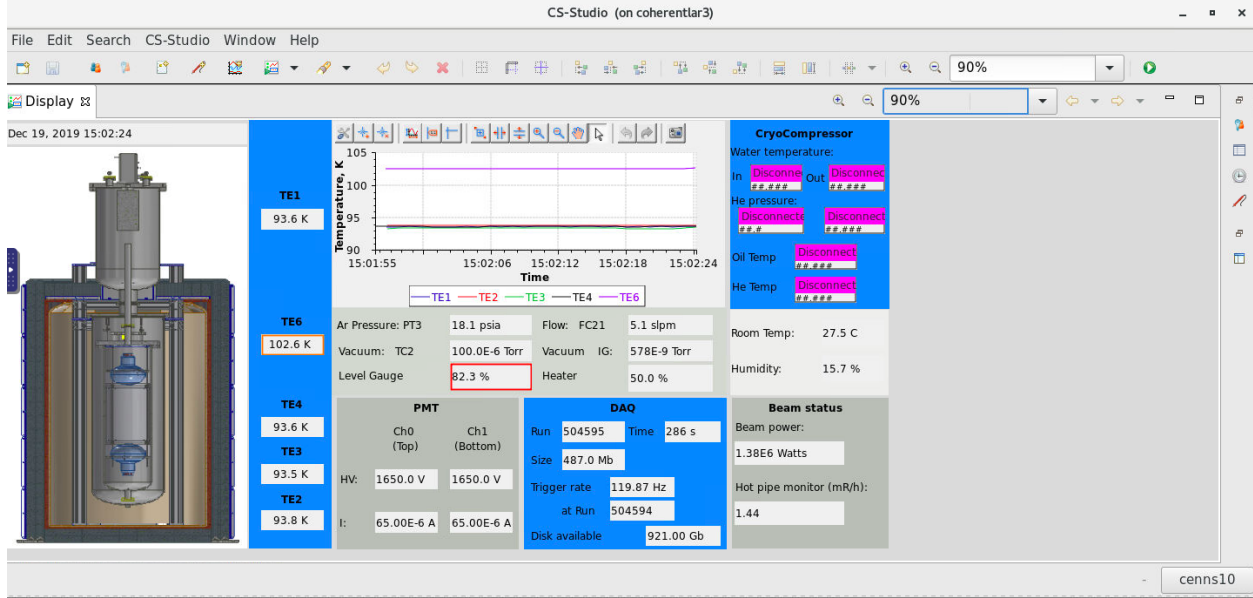 CS-Studio (on coherentlar3)
File Edit Search CS-Studio Window Help
90%
Display
90%
Dec 19, 2019 15:02:24
TE1
93.6 K
TE6
102.6 K
TE4
93.6 K
TE3
93.5 K
TE2
93.8 K
Temperature, K
105
100
95
90
15:01:55 15:02:06 15:02:12 15:02:18 15:02:24
Time
TE1 TE2 TE3 TE4 TE6
Ar Pressure: PT3 18.1 psia Flow: FC21 5.1 slpm
Vacuum: TC2 100.0E-6 Torr Vacuum IG: 578E-9 Torr
Level Gauge 82.3 % Heater 50.0 %
PMT
Ch0 Ch1
(Top) (Bottom)
HV: 1650.0 V 1650.0 V
I: 65.00E-6 A 65.00E-6 A
DAQ
Run 504595 Time 286 s
Size 487.0 Mb
Trigger rate 119.87 Hz
at Run 504594
Disk available 921.00 Gb
CryoCompressor
Water temperature:
In Disconne Out Disconnec
##.### ##.###
He pressure:
Disconnecte Disconnect
##.# ##.###
Oil Temp Disconnect
##.###
He Temp Disconnect
##.###
Room Temp: 27.5 C
Humidity: 15.7 %
Beam status
Beam power:
1.38E6 Watts
Hot pipe monitor (mR/h):
1.44
cenns10